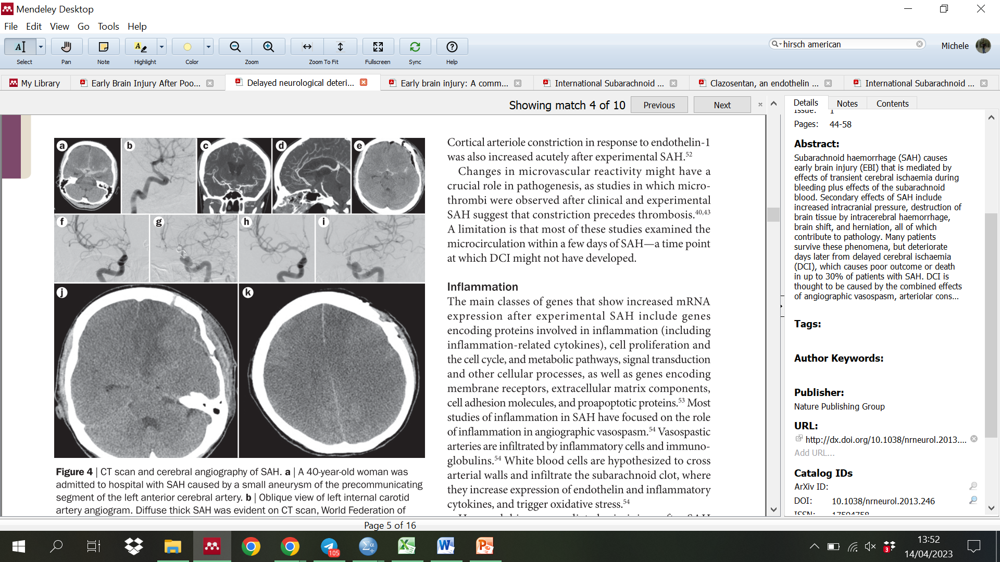 Mendeley Desktop
File Edit View Go Tools Help
Select Pan Note Highlight Color Zoom Zoom To Fit Fullscreen Sync Help
hirsch american
Michele
My Library
Early Brain Injury After Poo...
Delayed neurological deteri...
Early brain injury: A comm...
International Subarachnoid ...
Clazosentan, an endothelin ...
International Subarachnoid ...
Showing match 4 of 10 Previous Next
a b c d e
f g h i
j k
Figure 4 | CT scan and cerebral angiography of SAH. a | A 40-year-old woman was
admitted to hospital with SAH caused by a small aneurysm of the precommunicating
segment of the left anterior cerebral artery. b | Oblique view of left internal carotid
artery angiogram. Diffuse thick SAH was evident on CT scan, World Federation of
Cortical arteriole constriction in response to endothelin-1
was also increased acutely after experimental SAH.52
Changes in microvascular reactivity might have a
crucial role in pathogenesis, as studies in which micro-
thrombi were observed after clinical and experimental
SAH suggest that constriction precedes thrombosis.40,43
A limitation is that most of these studies examined the
microcirculation within a few days of SAH—a time point
at which DCI might not have developed.
Inflammation
The main classes of genes that show increased mRNA
expression after experimental SAH include genes
encoding proteins involved in inflammation (including
inflammation-related cytokines), cell proliferation and
the cell cycle, and metabolic pathways, signal transduction
and other cellular processes, as well as genes encoding
membrane receptors, extracellular matrix components,
cell adhesion molecules, and proapoptotic proteins.53 Most
studies of inflammation in SAH have focused on the role
of inflammation in angiographic vasospasm.54 Vasospastic
arteries are infiltrated by inflammatory cells and immuno-
globulins.54 White blood cells are hypothesized to cross
arterial walls and infiltrate the subarachnoid clot, where
they increase expression of endothelin and inflammatory
cytokines, and trigger oxidative stress.54
Details Notes Contents
Issue: 1
Pages: 44-58
Abstract:
Subarachnoid haemorrhage (SAH) causes
early brain injury (EBI) that is mediated by
effects of transient cerebral ischaemia during
bleeding plus effects of the subarachnoid
blood. Secondary effects of SAH include
increased intracranial pressure, destruction of
brain tissue by intracerebral haemorrhage,
brain shift, and herniation, all of which
contribute to pathology. Many patients
survive these phenomena, but deteriorate
days later from delayed cerebral ischaemia
(DCI), which causes poor outcome or death
in up to 30% of patients with SAH. DCI is
thought to be caused by the combined effects
of angiographic vasospasm, arteriolar cons...
Tags:
Author Keywords:
Publisher:
Nature Publishing Group
URL:
http://dx.doi.org/10.1038/nrneurol.2013....
Add URL...
Catalog IDs
ArXiv ID:
DOI: 10.1038/nrneurol.2013.246
ISSN: 17594758
Page 5 of 16
105
3
13:52
14/04/2023